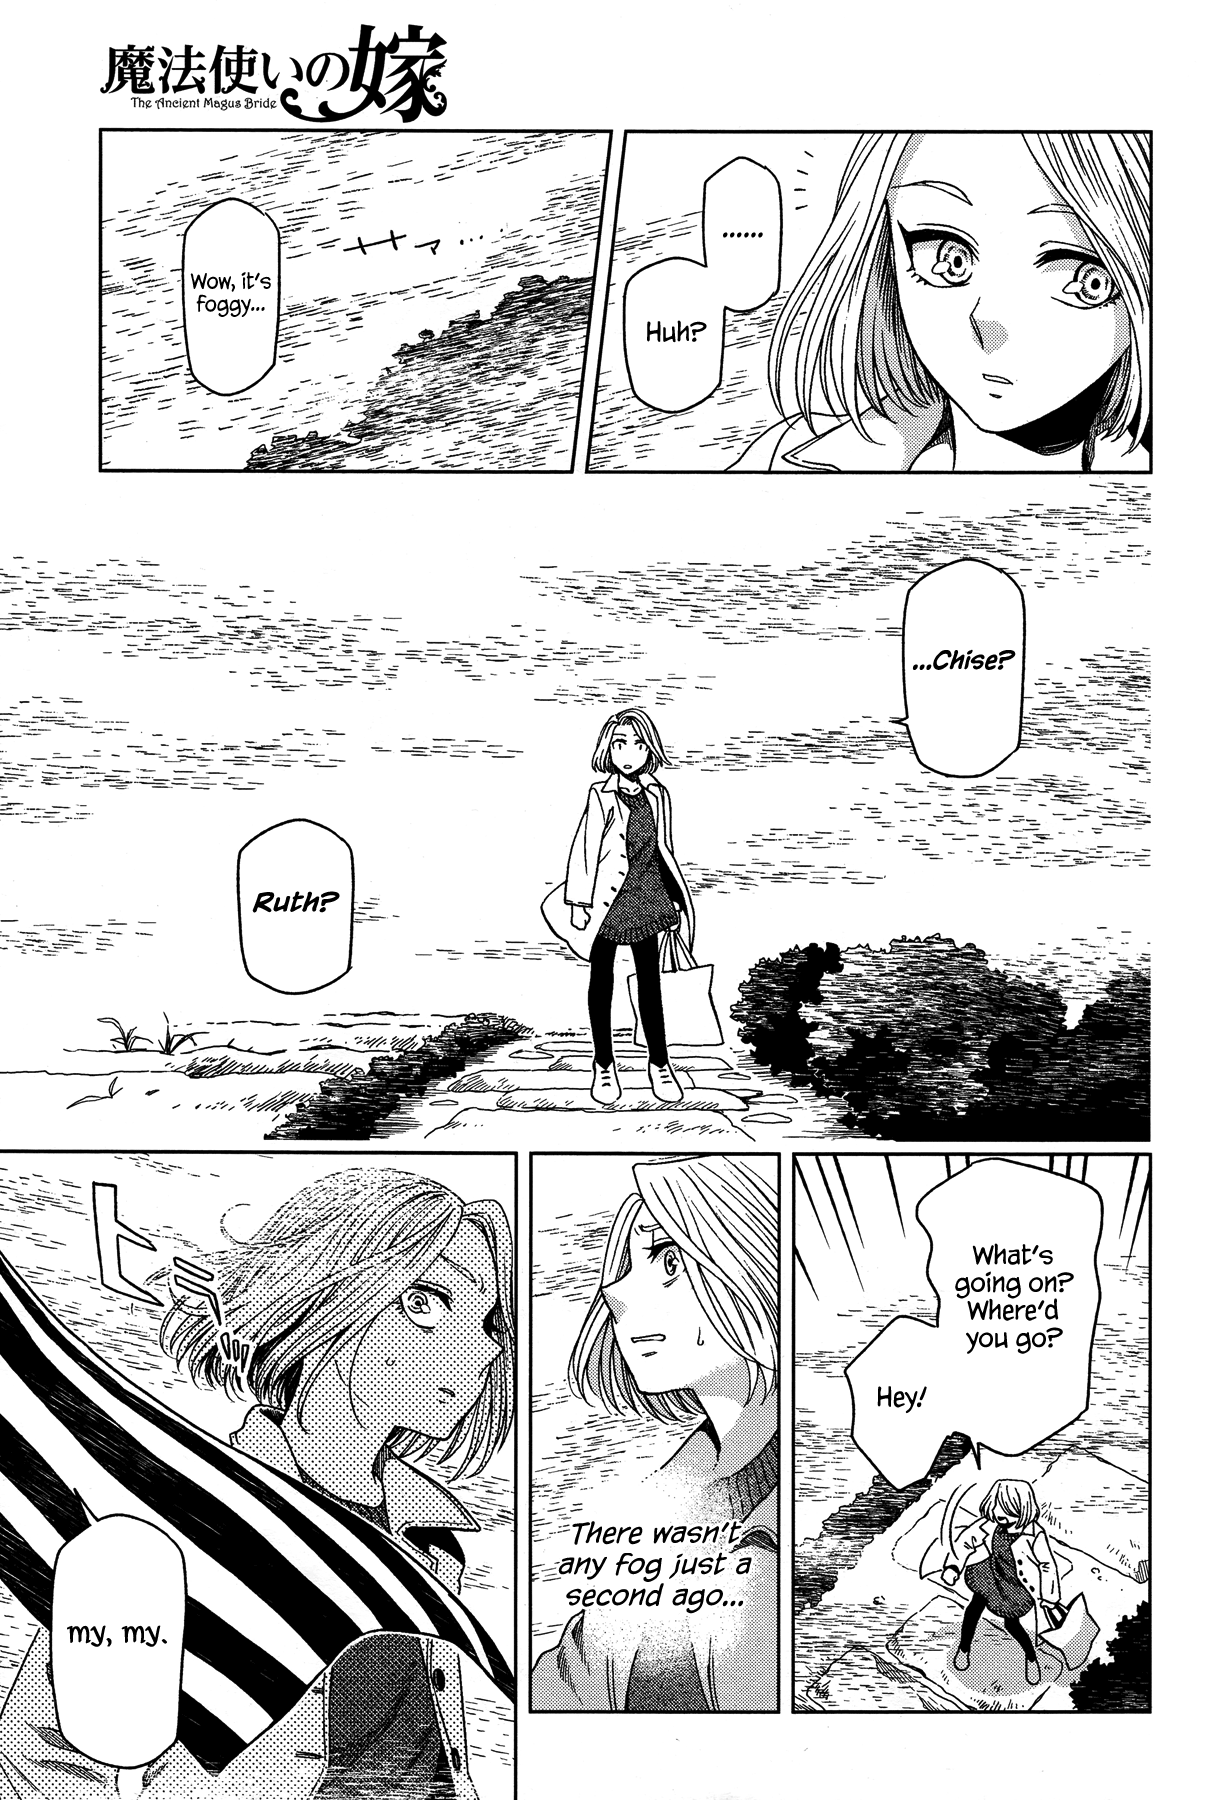 魔法使いの嫁
The Ancient Magus Bride
......
Huh?
Wow, it's
foggy...
...Chise?
Ruth?
What's
going on?
Where'd
you go?
Hey!
There wasn't
any fog just a
second ago...
my, my.